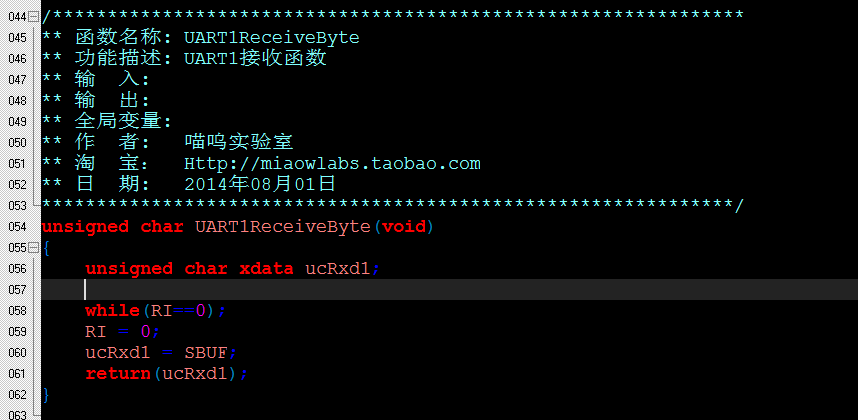 044 /***************************************************************
045 ** 函数名称: UART1ReceiveByte
046 ** 功能描述: UART1接收函数
047 ** 输  入:
048 ** 输  出:
049 ** 全局变量:
050 ** 作  者:  喵呜实验室
051 ** 淘  宝:  Http://miaowlabs.taobao.com
052 ** 日  期:  2014年08月01日
053 ***************************************************************/
054 unsigned char UART1ReceiveByte(void)
055 {
056     unsigned char xdata ucRxd1;
057
058     while(RI==0);
059     RI = 0;
060     ucRxd1 = SBUF;
061     return(ucRxd1);
062 }
063